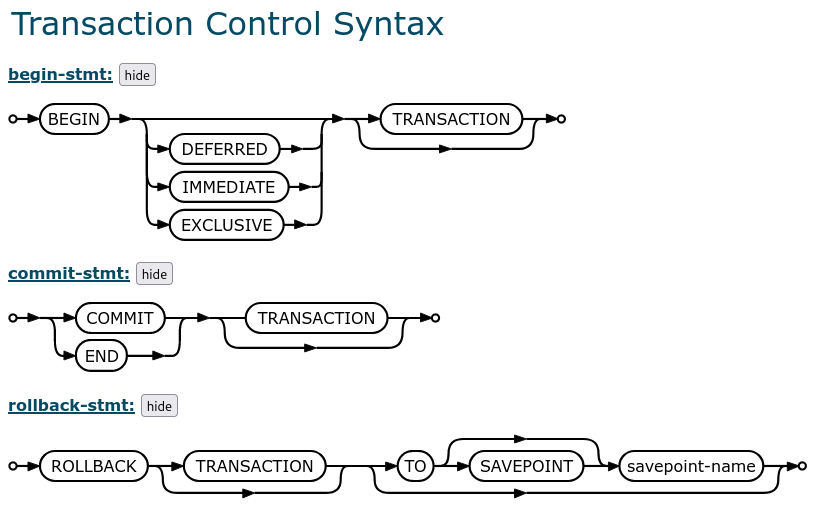 Transaction Control Syntax
begin-stmt: hide
BEGIN TRANSACTION
DEFERRED
IMMEDIATE
EXCLUSIVE
commit-stmt: hide
COMMIT TRANSACTION
END
rollback-stmt: hide
ROLLBACK TRANSACTION TO SAVEPOINT savepoint-name